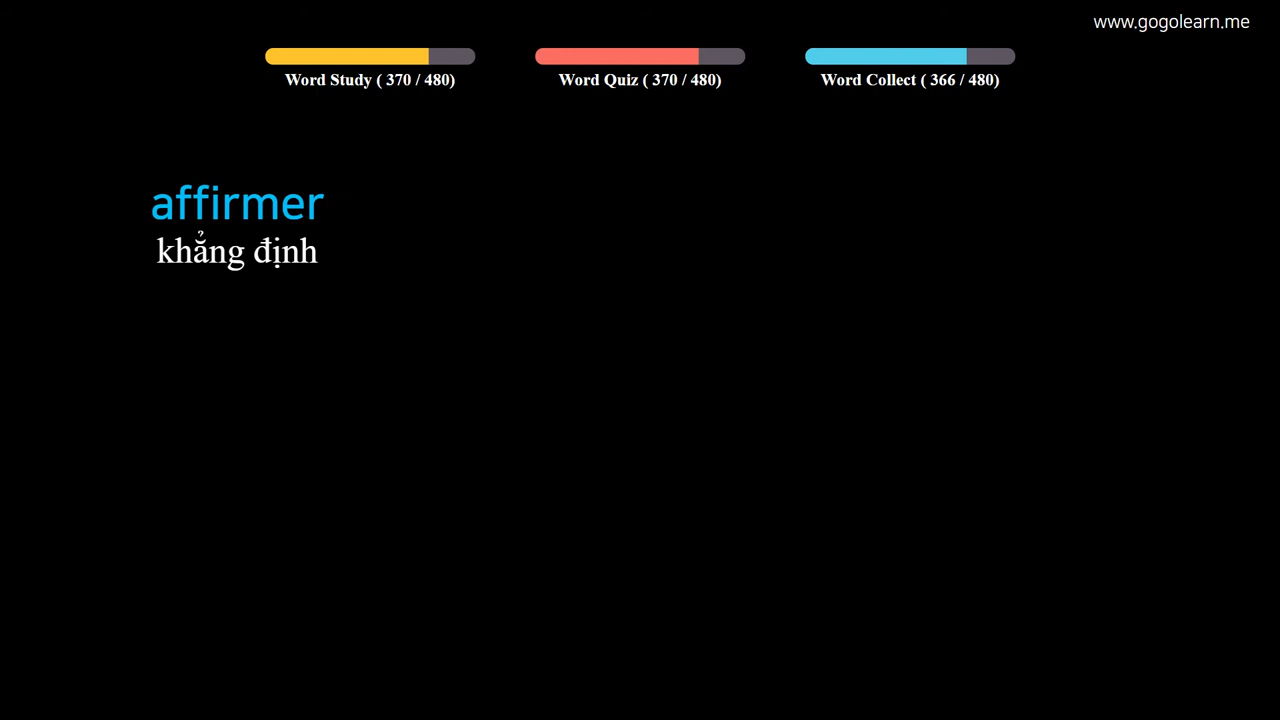 www.gogolearn.me
Word Study ( 370 / 480)
Word Quiz ( 370 / 480)
Word Collect ( 366 / 480)
affirmer
khẳng định